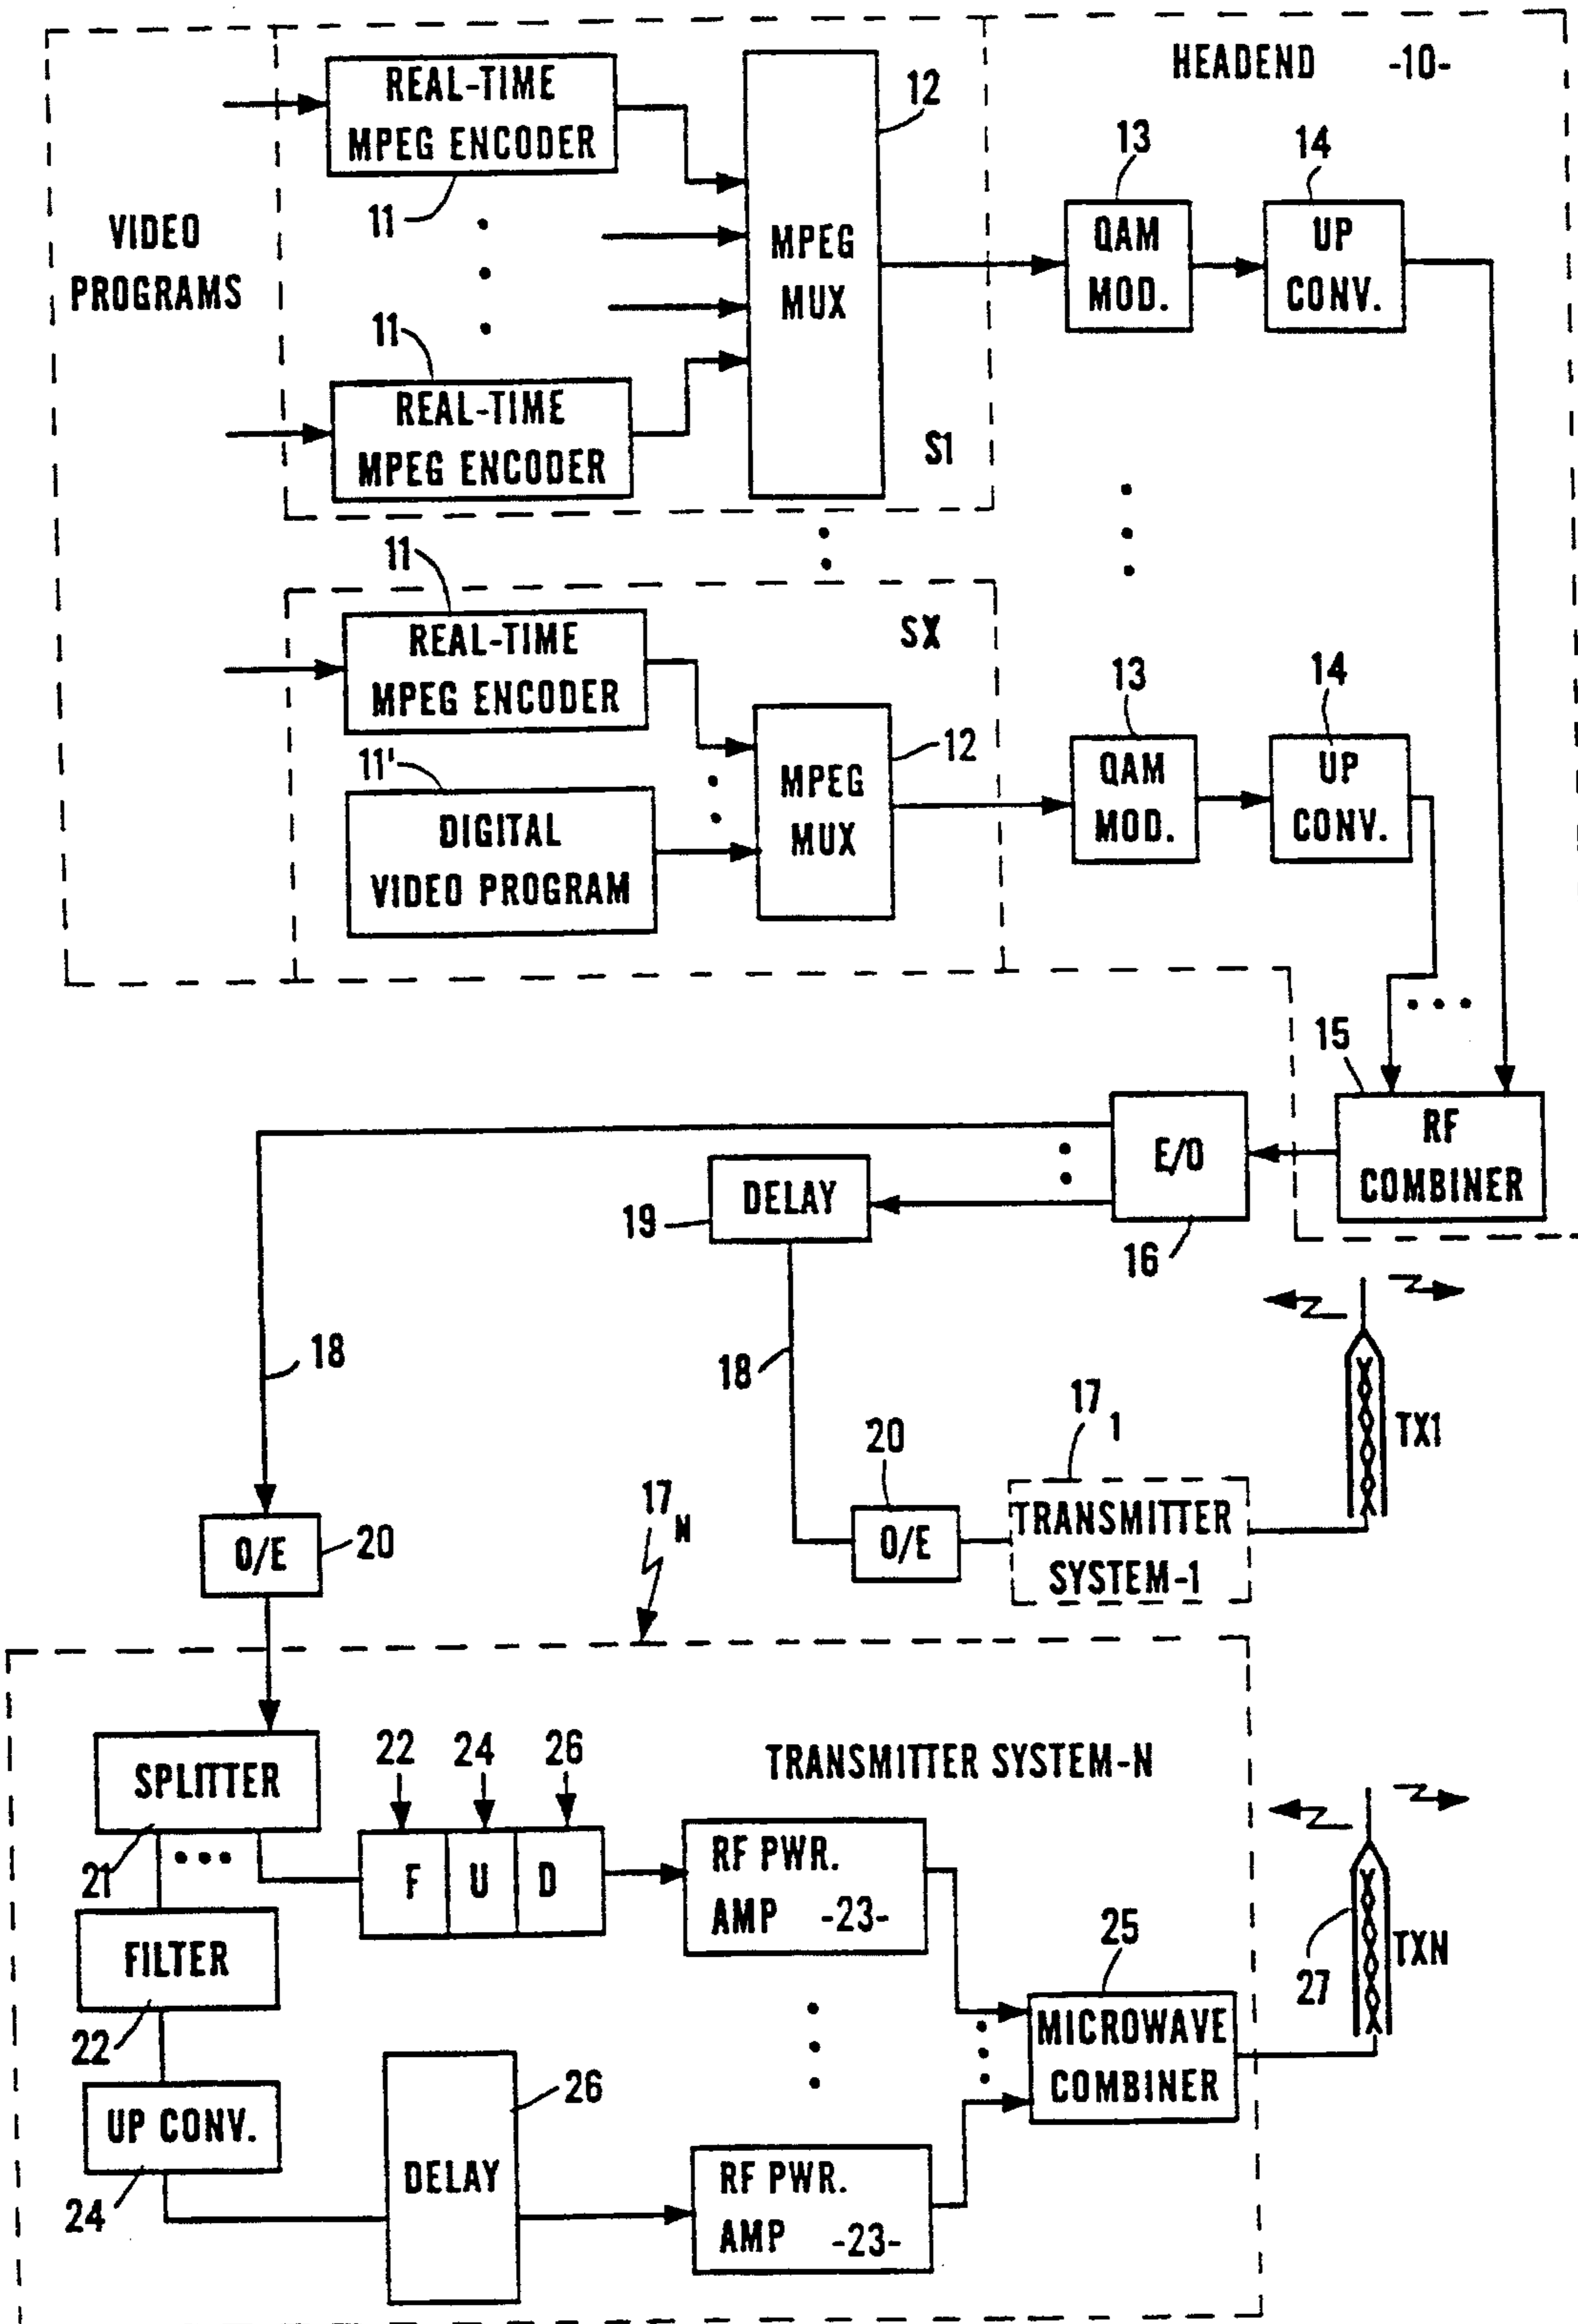 HEADEND -10-
REAL-TIME
MPEG ENCODER
11
12
13
14
VIDEO
PROGRAMS
MPEG
MUX
QAM
MOD.
UP
CONV.
11
REAL-TIME
MPEG ENCODER
S1
11
REAL-TIME
MPEG ENCODER
SX
13
14
11'
12
DIGITAL
VIDEO PROGRAM
MPEG
MUX
QAM
MOD.
UP
CONV.
15
RF
COMBINER
E/O
16
DELAY
19
18
18
17 1
TX1
20
O/E
TRANSMITTER
SYSTEM-1
17 N
O/E
20
TRANSMITTER SYSTEM-N
SPLITTER
21
22
24
26
F
U
D
RF PWR.
AMP -23-
FILTER
22
25
MICROWAVE
COMBINER
27
TXN
UP CONV.
24
26
DELAY
RF PWR.
AMP -23-